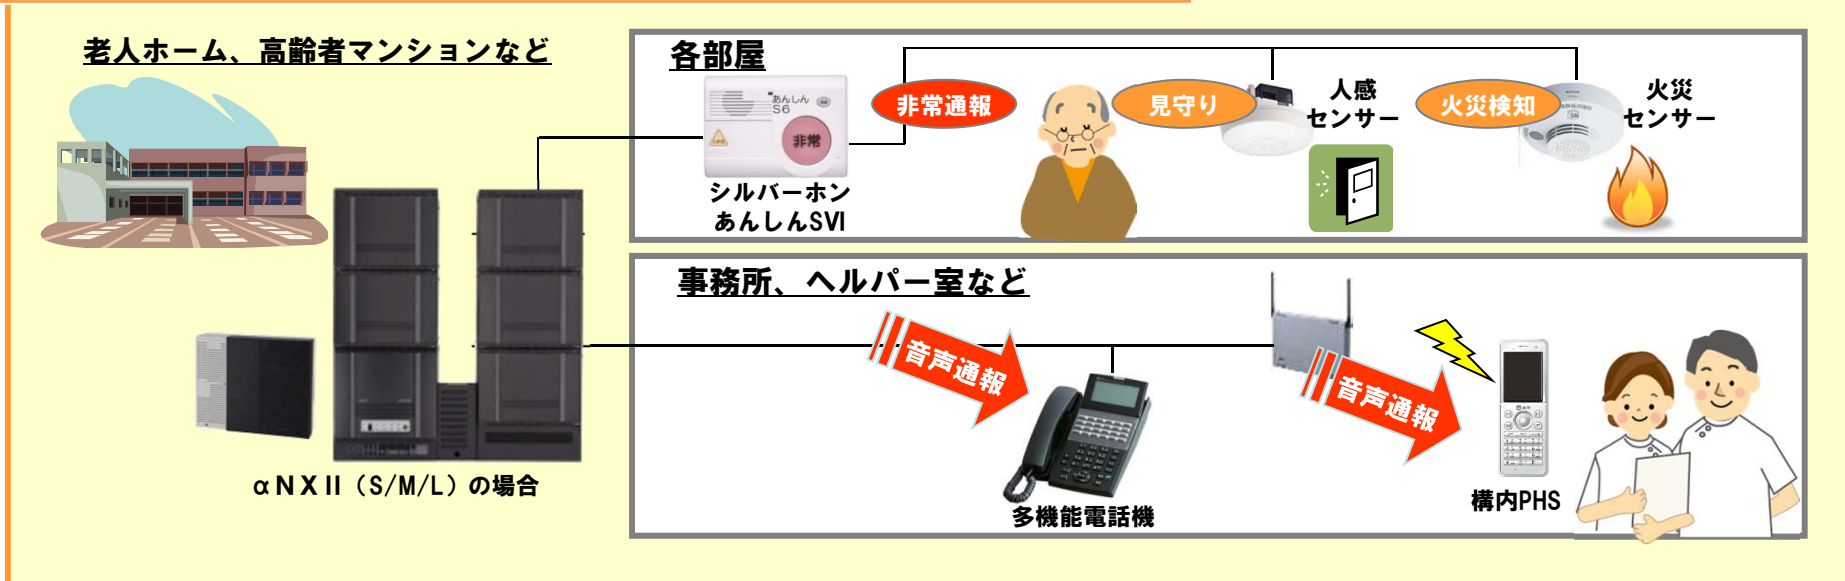 老人ホーム、高齢者マンションなど
各部屋
あんしん
S6
非常
シルバーホン
あんしんSⅥ
非常通報
見守り
人感
センサー
火災検知
火災
センサー
αＮＸⅡ（S/M/L）の場合
事務所、ヘルパー室など
音声通報
多機能電話機
音声通報
構内PHS